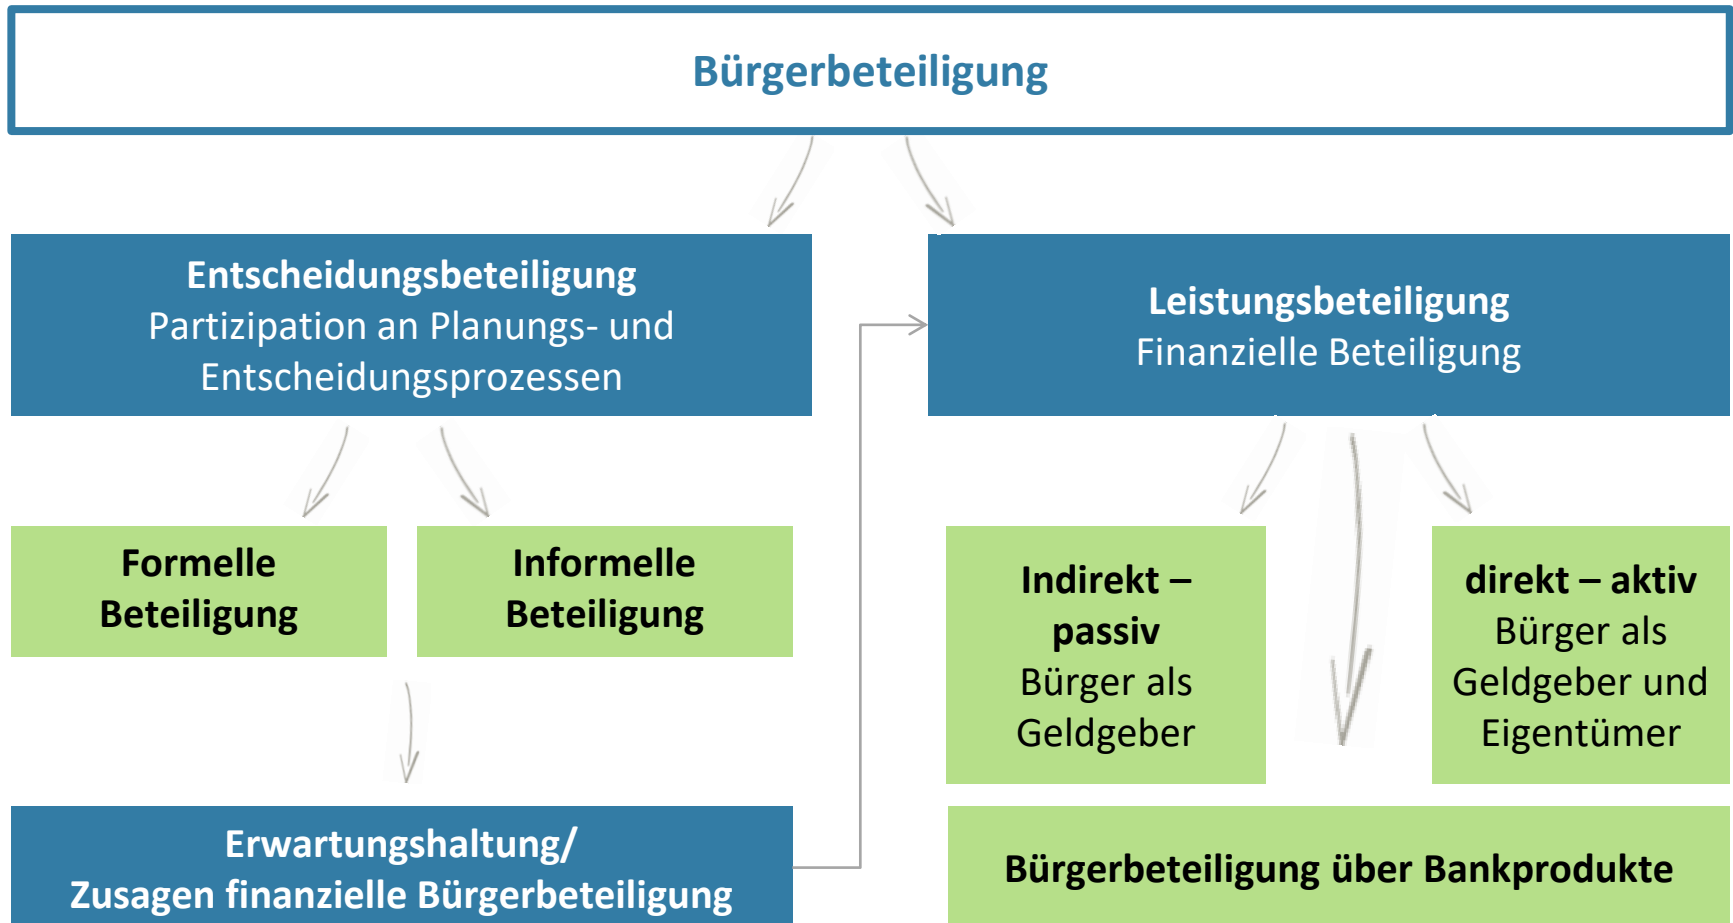 Bürgerbeteiligung
Entscheidungsbeteiligung
Partizipation an Planungs- und
Entscheidungsprozessen
Leistungsbeteiligung
Finanzielle Beteiligung
Formelle
Beteiligung
Informelle
Beteiligung
Indirekt –
passiv
Bürger als
Geldgeber
direkt – aktiv
Bürger als
Geldgeber und
Eigentümer
Erwartungshaltung/
Zusagen finanzielle Bürgerbeteiligung
Bürgerbeteiligung über Bankprodukte